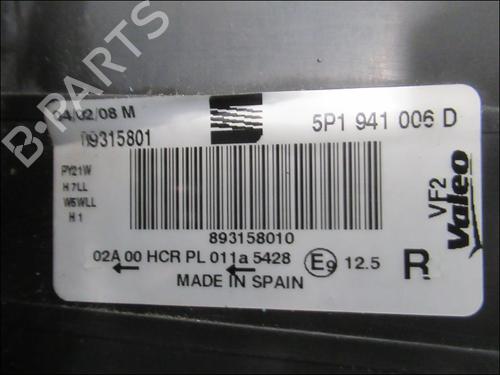 B-PARTS
04/02/08 M
89315801
5P1 941 006 D
PY21W
H7LL
W5WLL
H1
893158010
02A 00 HCR PL 011a 5428
E9 12.5
MADE IN SPAIN
R
VF2
Valeo